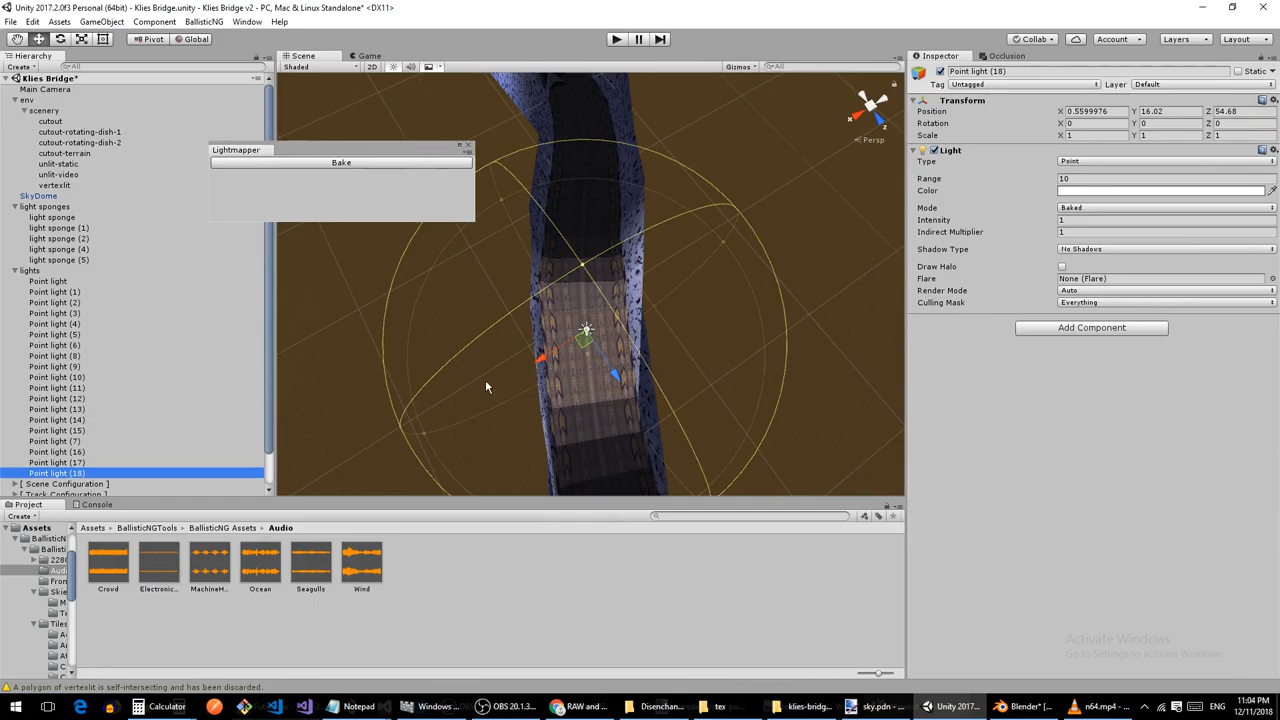 Unity 2017.2.0f3 Personal (64bit) - Klies Bridge.unity - Klies Bridge v2 - PC, Mac & Linux Standalone* <DX11>
File Edit Assets GameObject Component BallisticNG Window Help
Pivot Global Collab Account Layers Layout
Hierarchy Scene Game Inspector Occlusion
Create All Shaded 2D Gizmos All
Klies Bridge*
Main Camera
env
scenery
cutout
cutout-rotating-dish-1
cutout-rotating-dish-2
cutout-terrain
unlit-static
unlit-video
vertexlit
SkyDome
light sponges
light sponge
light sponge (1)
light sponge (2)
light sponge (4)
light sponge (5)
lights
Point light
Point light (1)
Point light (2)
Point light (3)
Point light (4)
Point light (5)
Point light (6)
Point light (8)
Point light (9)
Point light (10)
Point light (11)
Point light (12)
Point light (13)
Point light (14)
Point light (15)
Point light (7)
Point light (16)
Point light (17)
Point light (18)
[ Scene Configuration ]
[ Track Configuration ]
Lightmapper
Bake
x
z
Persp
Point light (18) Static
Tag Untagged Layer Default
Transform
Position X 0.5599976 Y 16.02 Z 54.68
Rotation X 0 Y 0 Z 0
Scale X 1 Y 1 Z 1
Light
Type Point
Range 10
Color
Mode Baked
Intensity 1
Indirect Multiplier 1
Shadow Type No Shadows
Draw Halo
Flare None (Flare)
Render Mode Auto
Culling Mask Everything
Add Component
Project Console
Create
Assets
BallisticN
Ballisti
2280
Audi
Fron
Skie
M
T
Tiles
A
A
A
C
Assets BallisticNGTools BallisticNG Assets Audio
Crowd Electronic... MachineH... Ocean Seagulls Wind
Activate Windows
Go to Settings to activate Windows.
A polygon of vertexlit is self-intersecting and has been discarded.
Calculator Notepad Windows ... OBS 20.1.3... RAW and ... Disenchan... tex klies-bridg... sky.pdn - ... Unity 2017.... Blender* [... n64.mp4 - ...
11:04 PM
12/11/2018